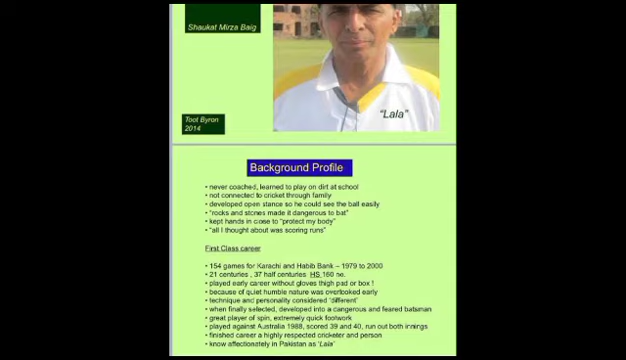 Shaukat Mirza Baig
"Lala"
Toot Byron
2014
Background Profile
• never coached, learned to play on dirt at school
• not connected to cricket through family
• developed open stance so he could see the ball easily
• "rocks and stones made it dangerous to bat"
• kept hands in close to "protect my body"
• "all I thought about was scoring runs"
First Class career
• 154 games for Karachi and Habib Bank – 1979 to 2000
• 21 centuries , 37 half centuries HS 160 no.
• played early career without gloves thigh pad or box !
• because of quiet humble nature was overlooked early
• technique and personality considered 'different'
• when finally selected, developed into a dangerous and feared batsman
• great player of spin, extremely quick footwork
• played against Australia 1988, scored 39 and 40, run out both innings
• finished career a highly respected cricketer and person
• know affectionately in Pakistan as 'Lala'